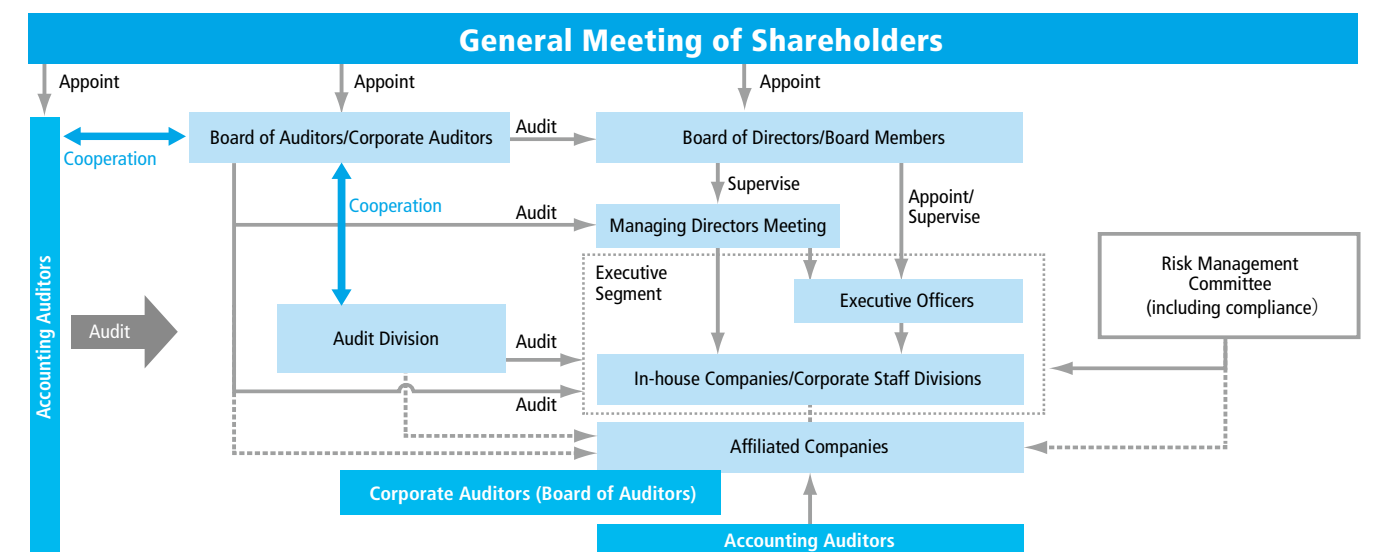 General Meeting of Shareholders
Appoint
Appoint
Appoint
Board of Auditors/Corporate Auditors
Audit
Board of Directors/Board Members
Cooperation
Supervise
Appoint/
Supervise
Cooperation
Audit
Managing Directors Meeting
Accounting Auditors
Audit
Executive
Segment
Executive Officers
Risk Management
Committee
(including compliance)
Audit Division
Audit
In-house Companies/Corporate Staff Divisions
Audit
Affiliated Companies
Corporate Auditors (Board of Auditors)
Accounting Auditors